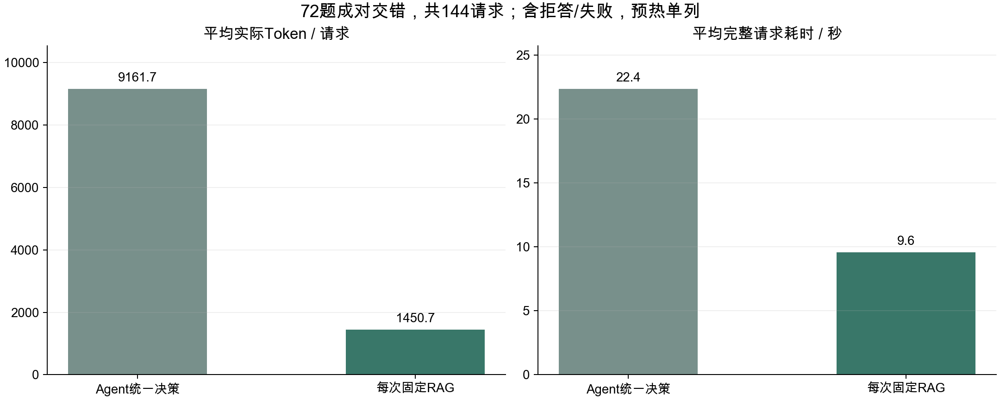 72题成对交错，共144请求；含拒答/失败，预热单列
平均实际Token / 请求
10000
8000
6000
4000
2000
0
9161.7
1450.7
Agent统一决策
每次固定RAG
平均完整请求耗时 / 秒
25
20
15
10
5
0
22.4
9.6
Agent统一决策
每次固定RAG